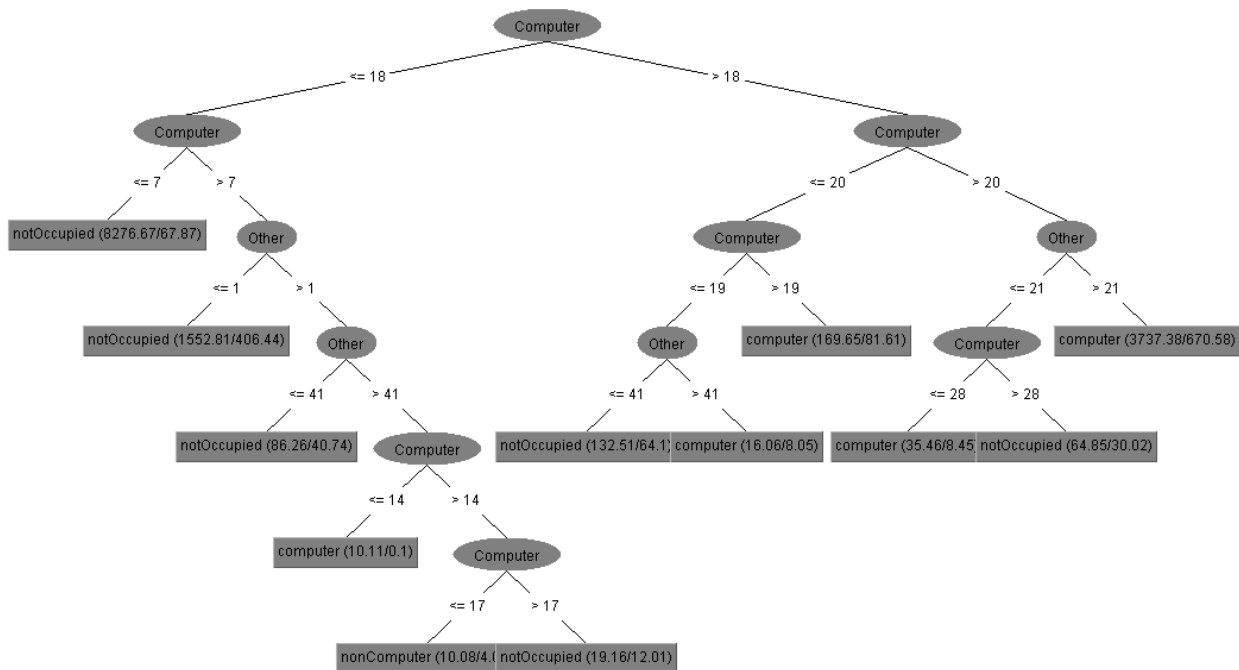 Computer
<= 18
> 18
Computer
Computer
<= 7
> 7
<= 20
> 20
notOccupied (8276.67/67.87)
Other
Computer
Other
<= 1
> 1
<= 19
> 19
<= 21
> 21
notOccupied (1552.81/406.44)
Other
Other
computer (169.65/81.61)
Computer
computer (3737.38/670.58)
<= 41
> 41
<= 41
> 41
<= 28
> 28
notOccupied (86.26/40.74)
Computer
notOccupied (132.51/64.1)
computer (16.06/8.05)
computer (35.46/8.45)
notOccupied (64.85/30.02)
<= 14
> 14
computer (10.11/0.1)
Computer
<= 17
> 17
nonComputer (10.08/4.
notOccupied (19.16/12.01)